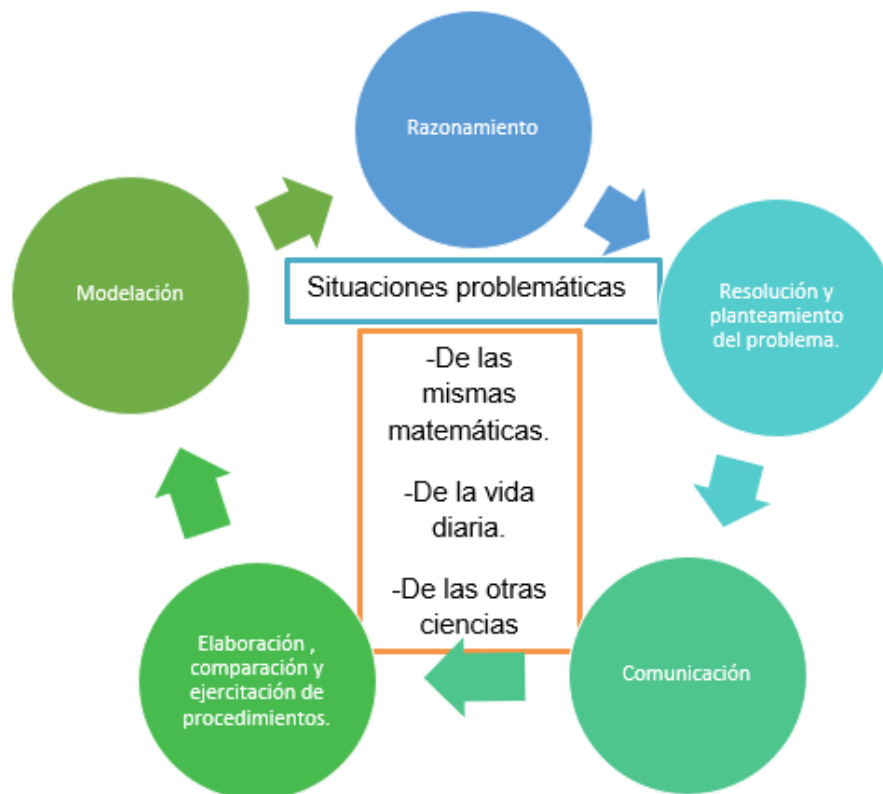 Razonamiento
Situaciones problemáticas
Modelación
Resolución y
planteamiento
del problema.
-De las
mismas
matemáticas.
-De la vida
diaria.
-De las otras
ciencias
Elaboración ,
comparación y
ejercitación de
procedimientos.
Comunicación